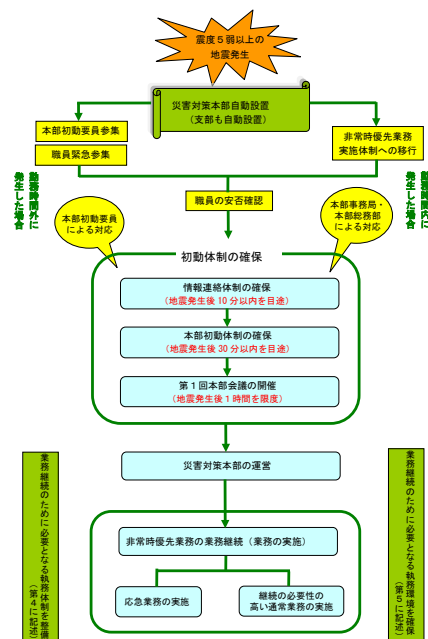 震度５弱以上の
地震発生
災害対策本部自動設置
（支部も自動設置）
本部初動要員参集
職員緊急参集
非常時優先業務
実施体制への移行
勤務時間外に
発生した場合
勤務時間内に
発生した場合
職員の安否確認
本部初動要員
による対応
本部事務局・
本部総務部
による対応
初動体制の確保
情報連絡体制の確保
（地震発生後 10 分以内を目途）
本部初動体制の確保
（地震発生後 30 分以内を目途）
第１回本部会議の開催
（地震発生後１時間を限度）
災害対策本部の運営
業務継続のために必要となる執務体制を整備
（第４に記述）
業務継続のために必要となる執務環境を確保
（第５に記述）
非常時優先業務の業務継続（業務の実施）
応急業務の実施
継続の必要性の
高い通常業務の実施